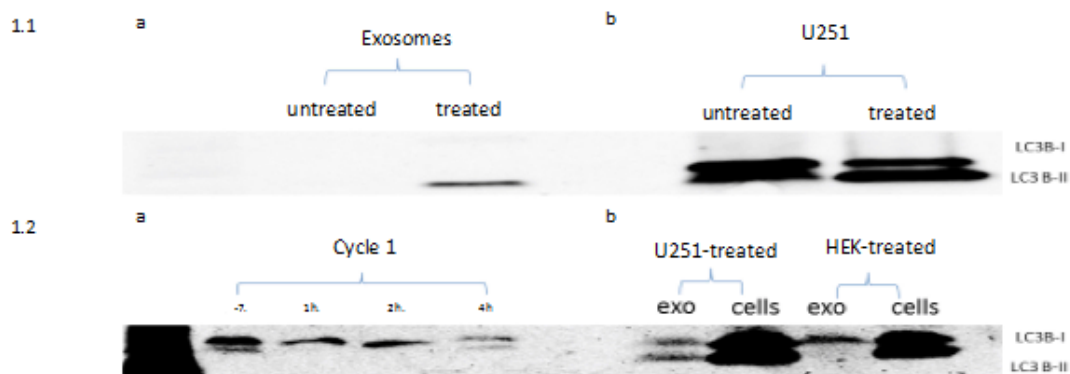 1.1
a
b
Exosomes
U251
untreated treated
untreated treated
LC3B-I
LC3 B-II
1.2
a
b
Cycle 1
U251-treated HEK-treated
-7. 1h. 2h. 4h
exo cells exo cells
LC3B-I
LC3 B-II